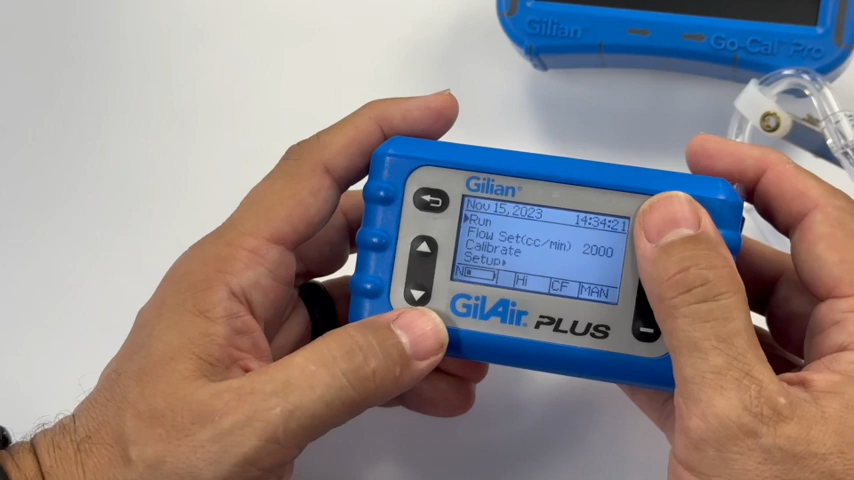 Gilian
Go-Cal Pro
Gilian®
Nov 15, 2023 14:34:21
Run
Flow Set(cc/min) 2000
Calibrate
Setup
N Hi CF MAN
GilAir® PLUS